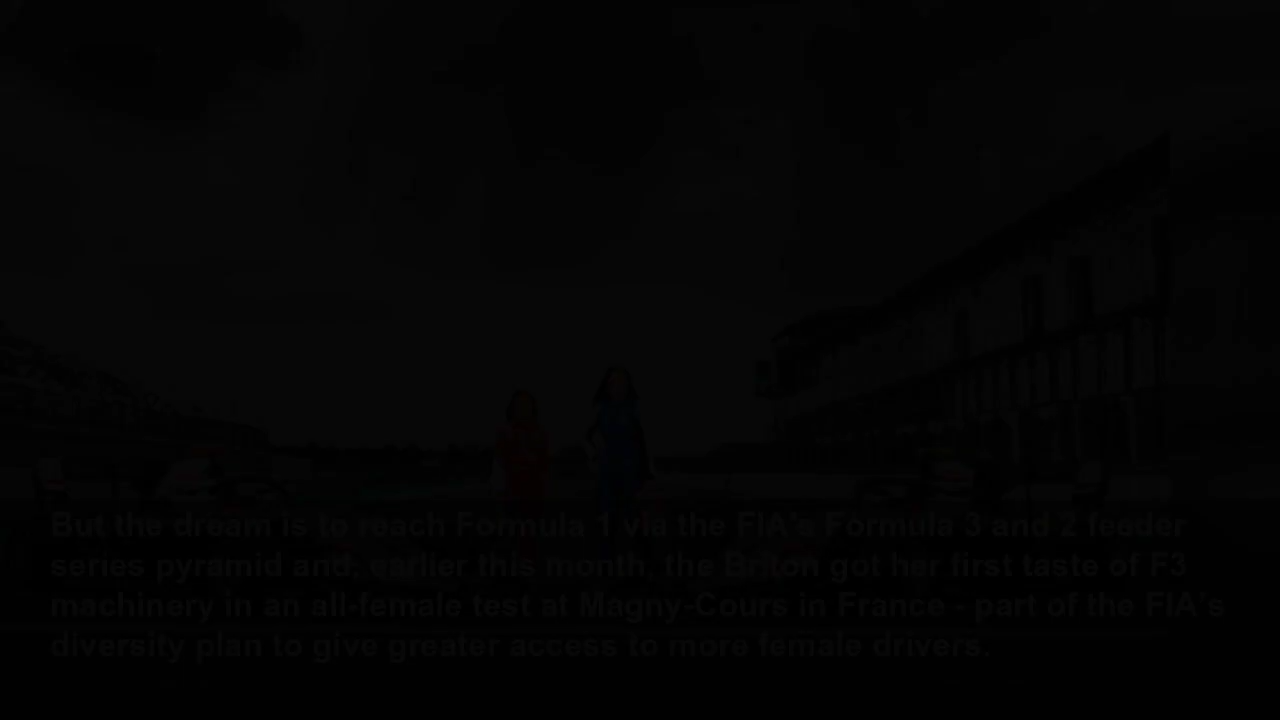 But the dream is to reach Formula 1 via the FIA's Formula 3 and 2 feeder
series pyramid and, earlier this month, the Briton got her first taste of F3
machinery in an all-female test at Magny-Cours in France - part of the FIA's
diversity plan to give greater access to more female drivers.